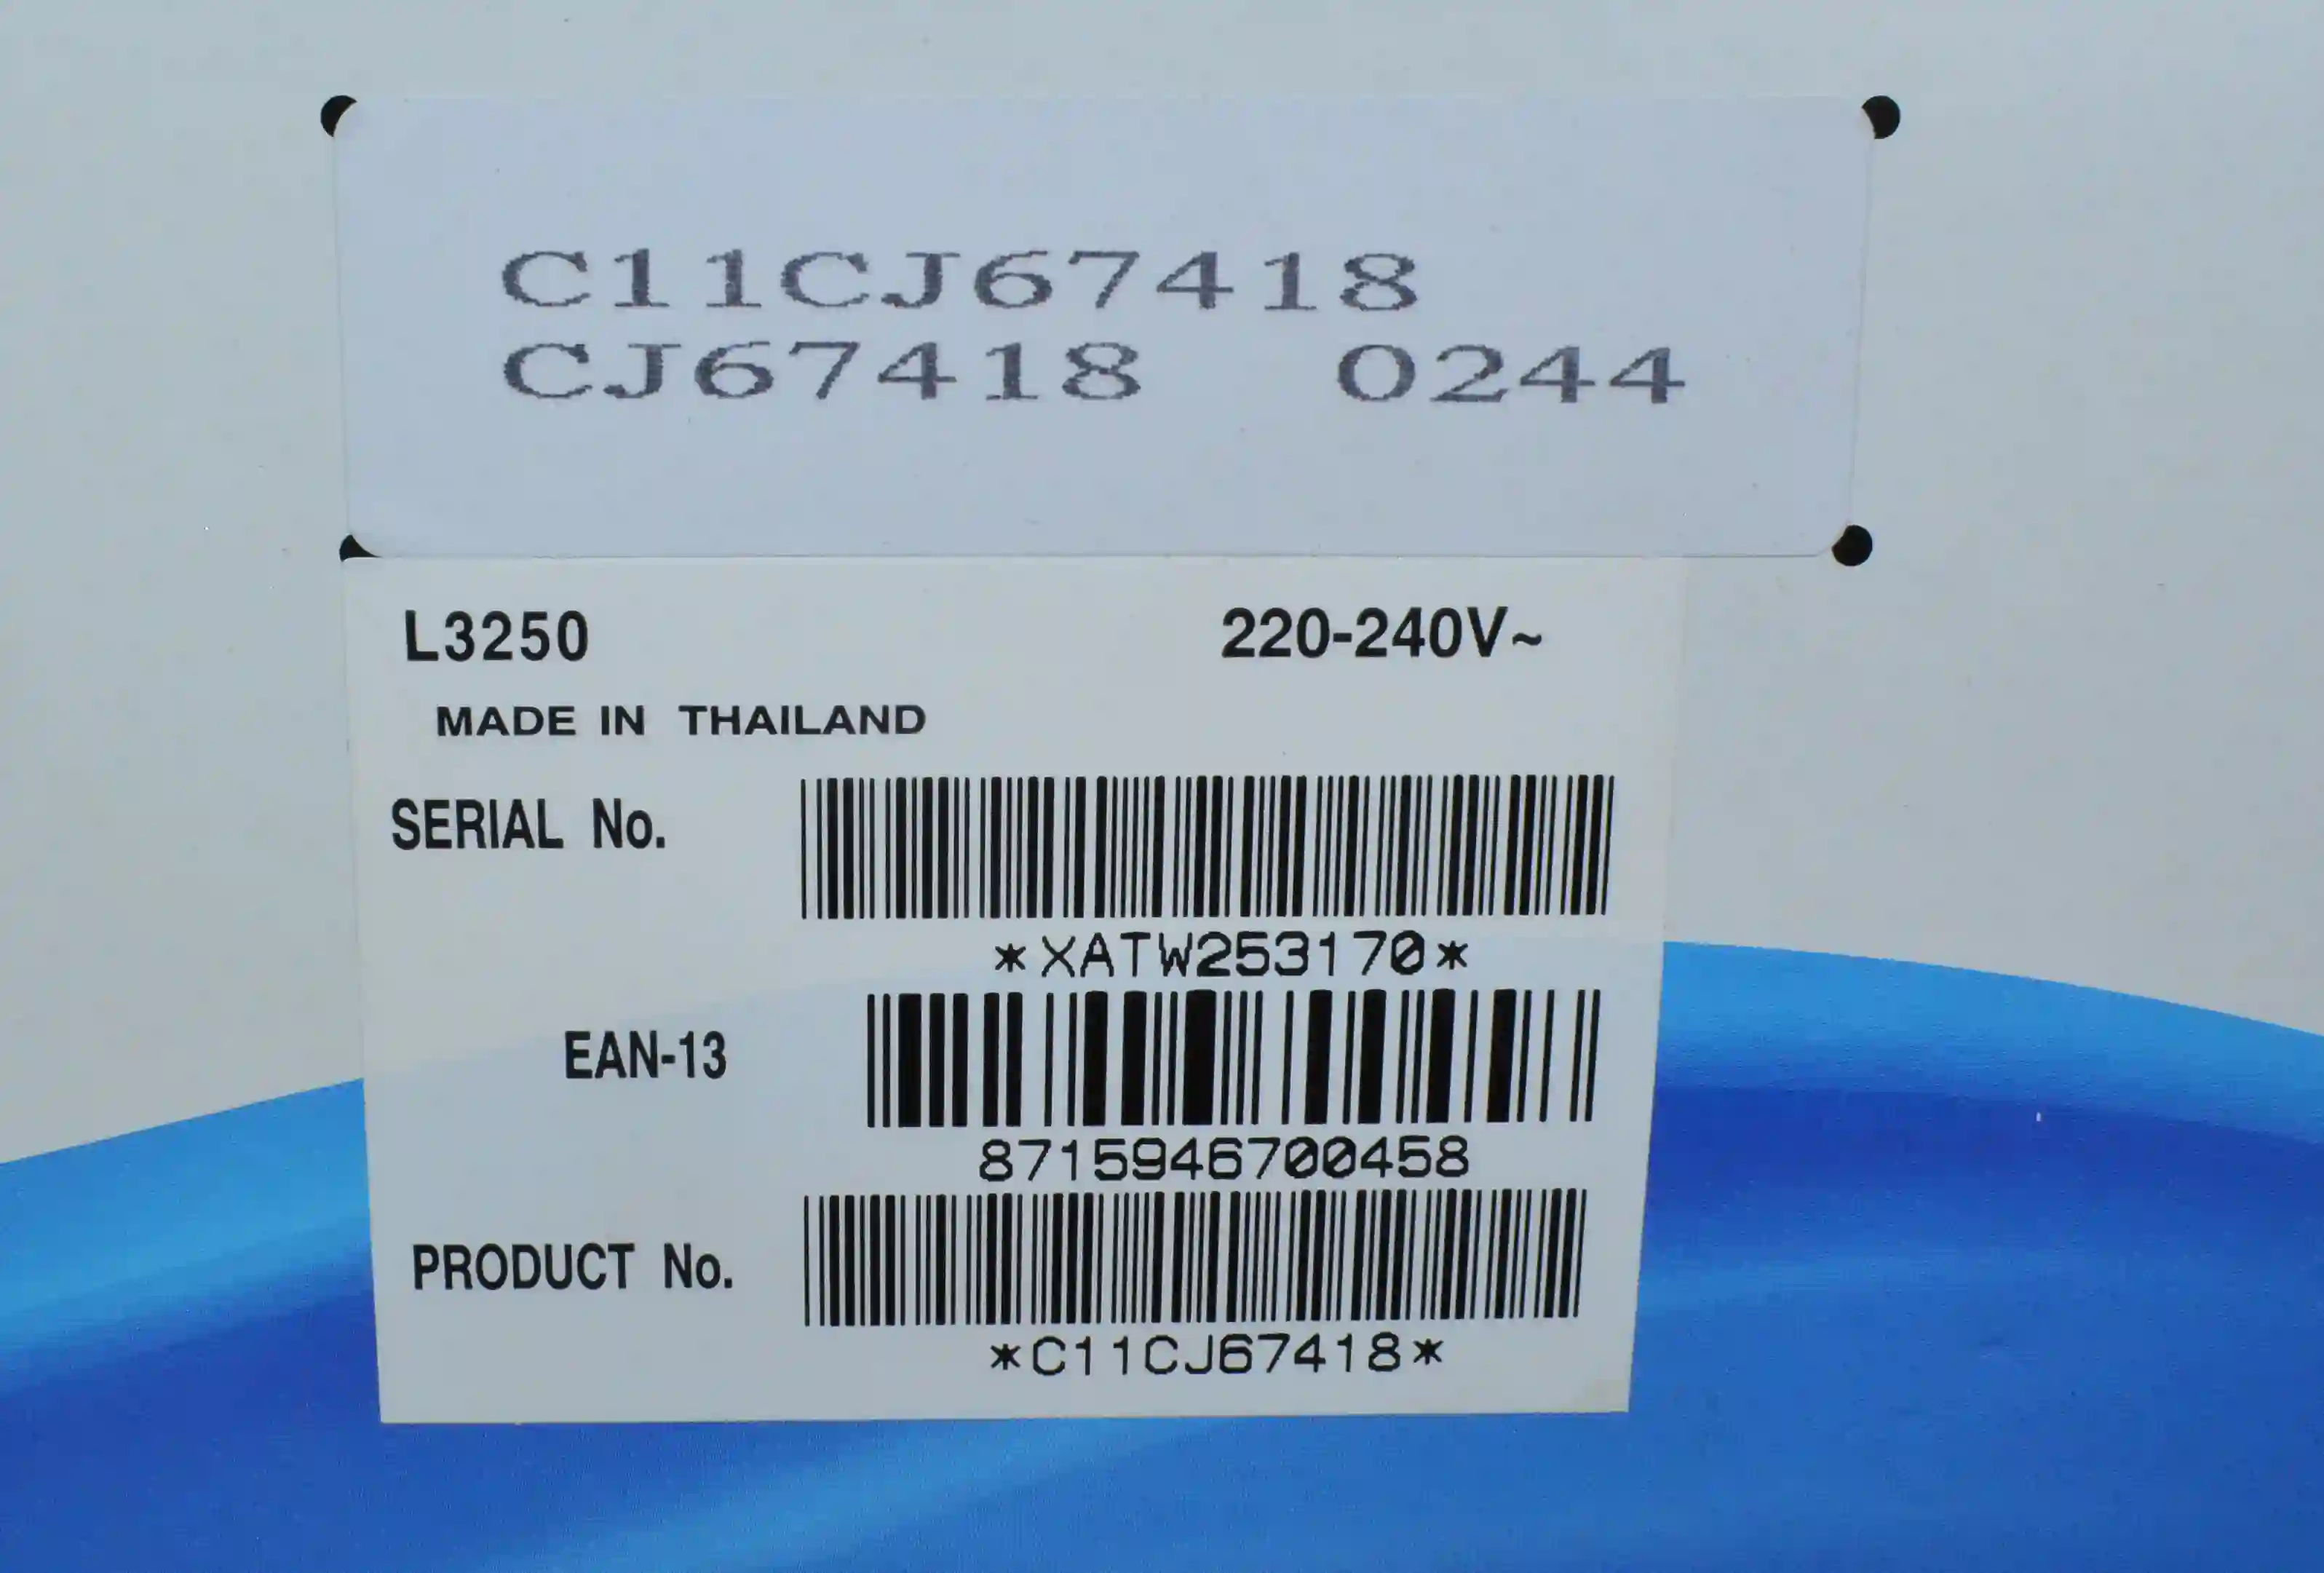 C11CJ67418
CJ67418 0244
L3250 220-240V~
MADE IN THAILAND
SERIAL No.
*XATW253170*
EAN-13
8715946700458
PRODUCT No.
*C11CJ67418*